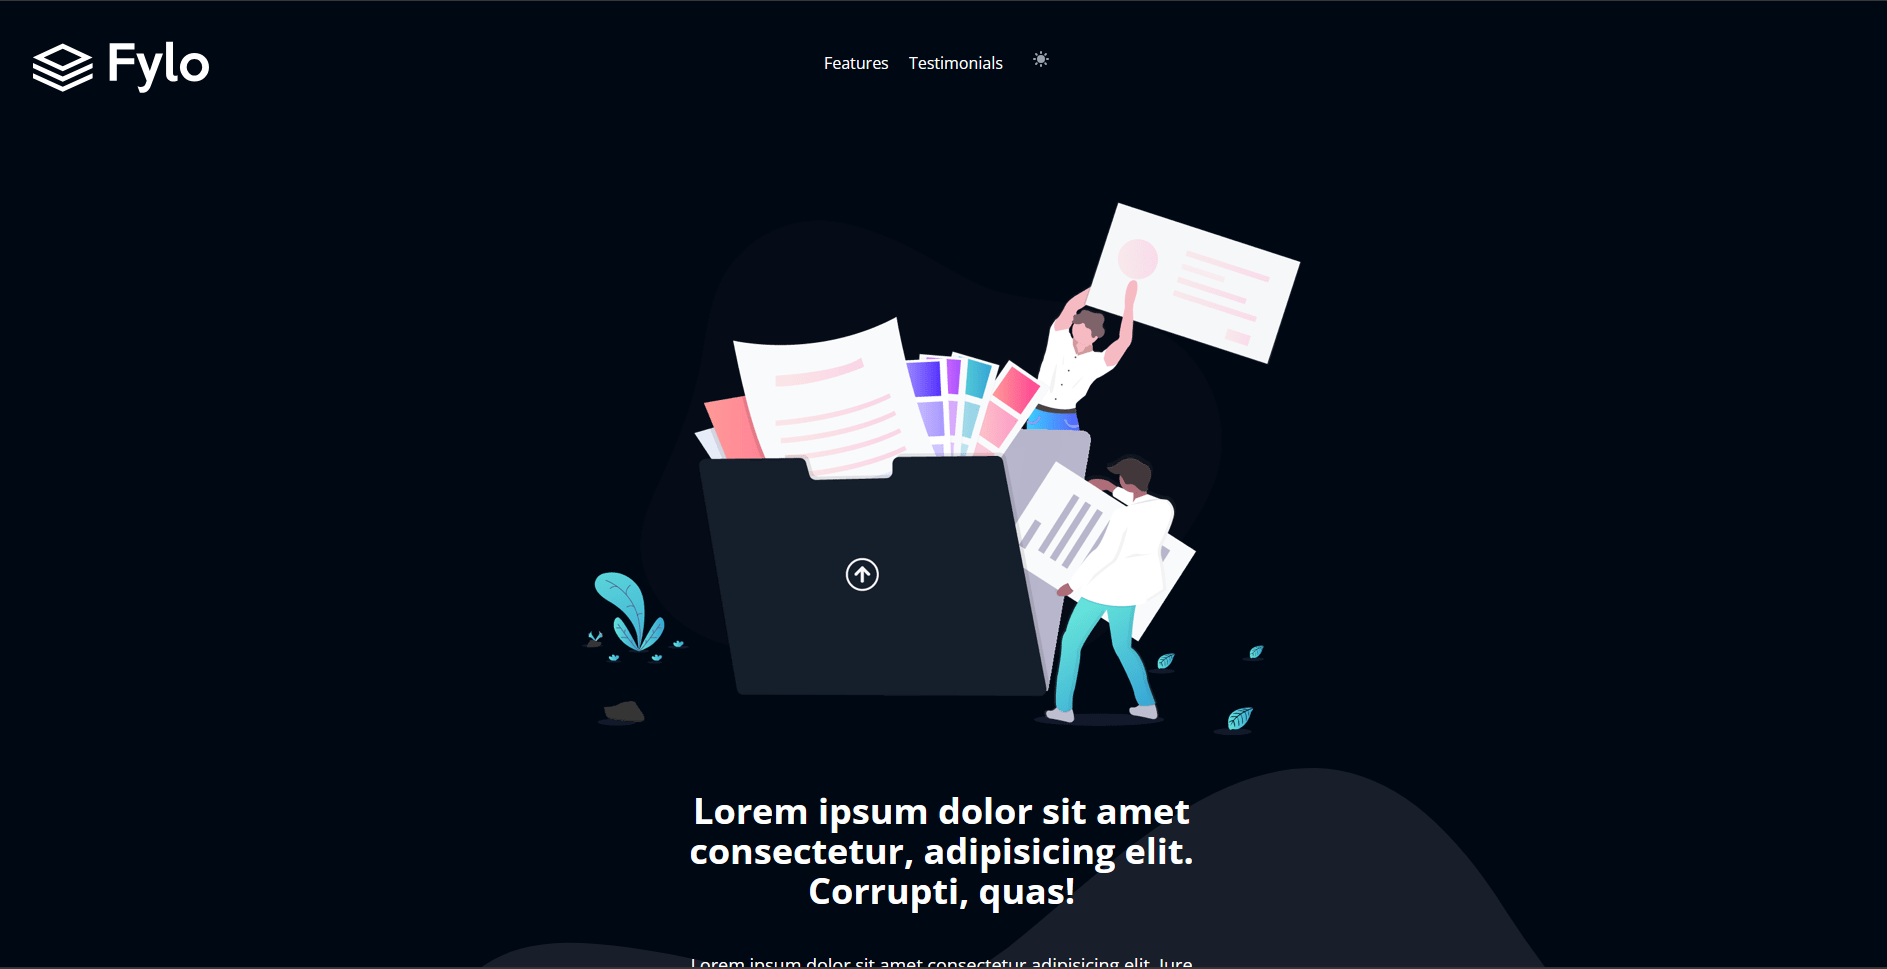 Fylo
Features Testimonials
Lorem ipsum dolor sit amet
consectetur, adipisicing elit.
Corrupti, quas!
Lorem ipsum dolor sit amet consectetur adipisicing elit. Iure